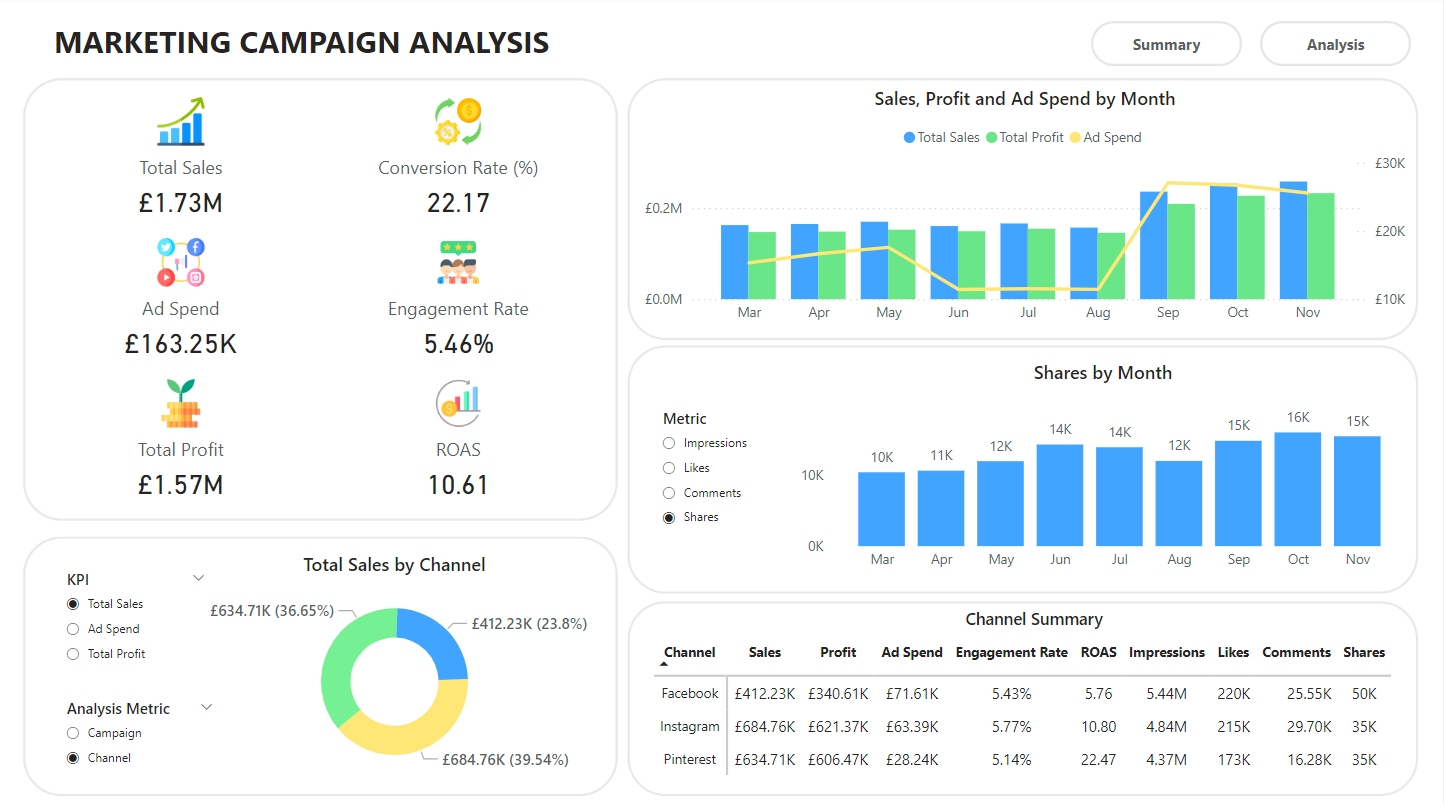 MARKETING CAMPAIGN ANALYSIS
Summary
Analysis
Total Sales
£1.73M
Conversion Rate (%)
22.17
Ad Spend
£163.25K
Engagement Rate
5.46%
Total Profit
£1.57M
ROAS
10.61
Sales, Profit and Ad Spend by Month
Total Sales Total Profit Ad Spend
£0.2M
£0.0M
£30K
£20K
£10K
Mar Apr May Jun Jul Aug Sep Oct Nov
Shares by Month
Metric
Impressions
Likes
Comments
Shares
10K
0K
10K 11K 12K 14K 14K 12K 15K 16K 15K
Mar Apr May Jun Jul Aug Sep Oct Nov
KPI
Total Sales
Ad Spend
Total Profit
Analysis Metric
Campaign
Channel
Total Sales by Channel
£634.71K (36.65%)
£412.23K (23.8%)
£684.76K (39.54%)
Channel Summary
Channel Sales Profit Ad Spend Engagement Rate ROAS Impressions Likes Comments Shares
Facebook £412.23K £340.61K £71.61K 5.43% 5.76 5.44M 220K 25.55K 50K
Instagram £684.76K £621.37K £63.39K 5.77% 10.80 4.84M 215K 29.70K 35K
Pinterest £634.71K £606.47K £28.24K 5.14% 22.47 4.37M 173K 16.28K 35K